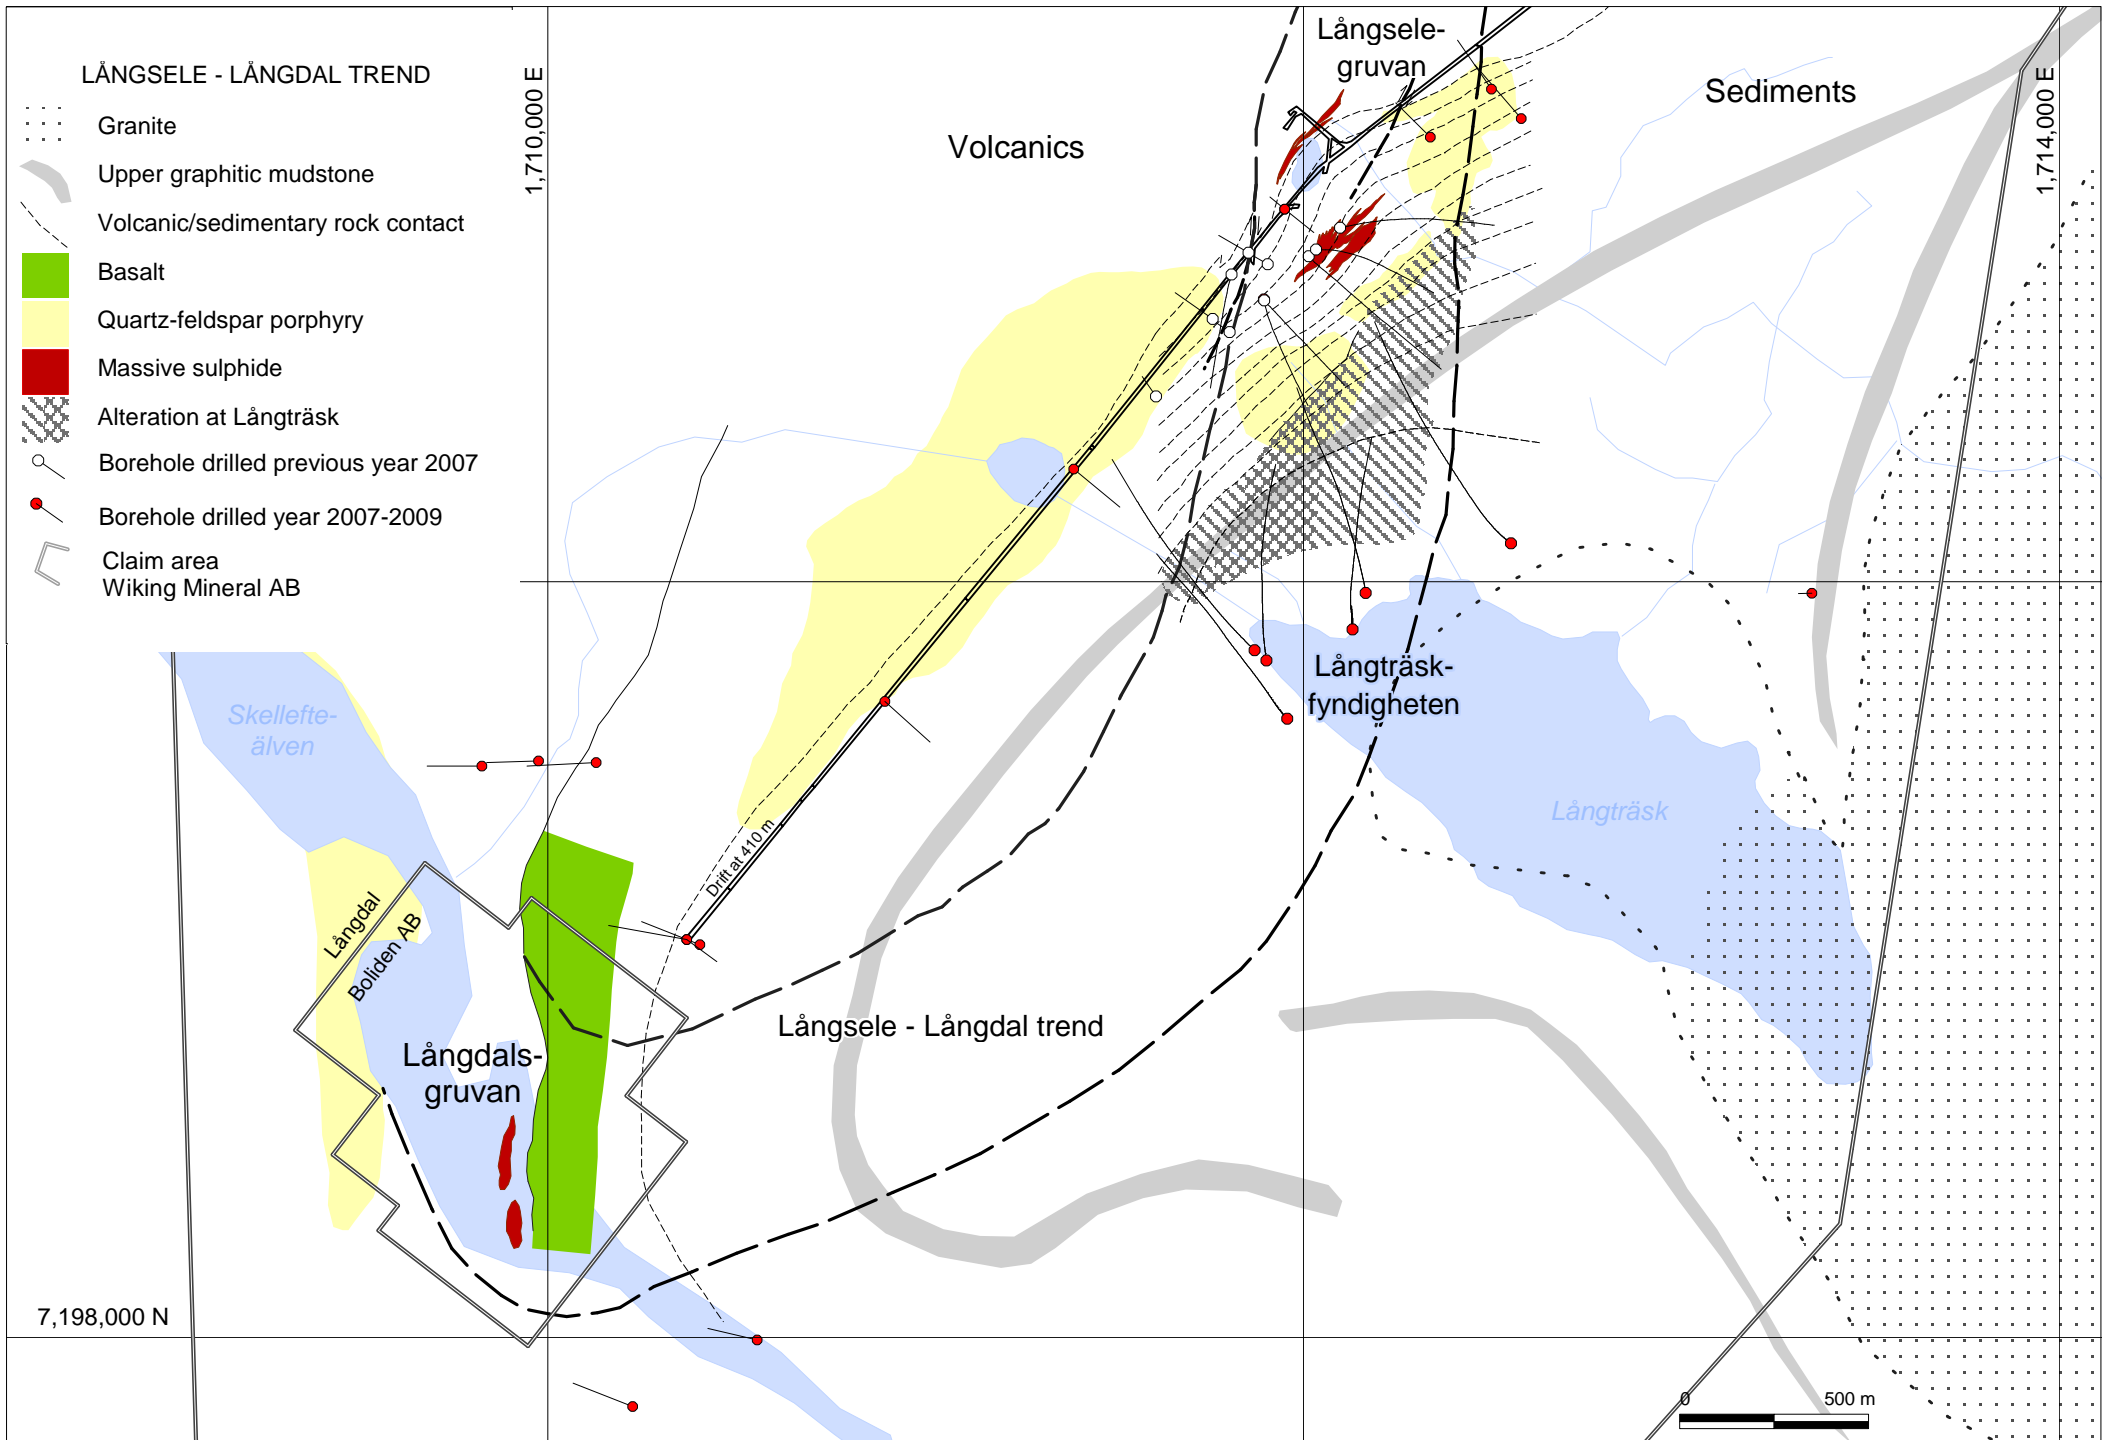 LÅNGSELE - LÅNGDAL TREND
Granite
Upper graphitic mudstone
Volcanic/sedimentary rock contact
Basalt
Quartz-feldspar porphyry
Massive sulphide
Alteration at Långträsk
Borehole drilled previous year 2007
Borehole drilled year 2007-2009
Claim area
Wiking Mineral AB
1,710,000 E
Volcanics
Långsele-
gruvan
Sediments
1,714,000 E
Skellefte-
älven
Långträsk-
fyndigheten
Långträsk
Drift at 410 m
Långdal
Boliden AB
Långdals-
gruvan
Långsele - Långdal trend
7,198,000 N
0 500 m